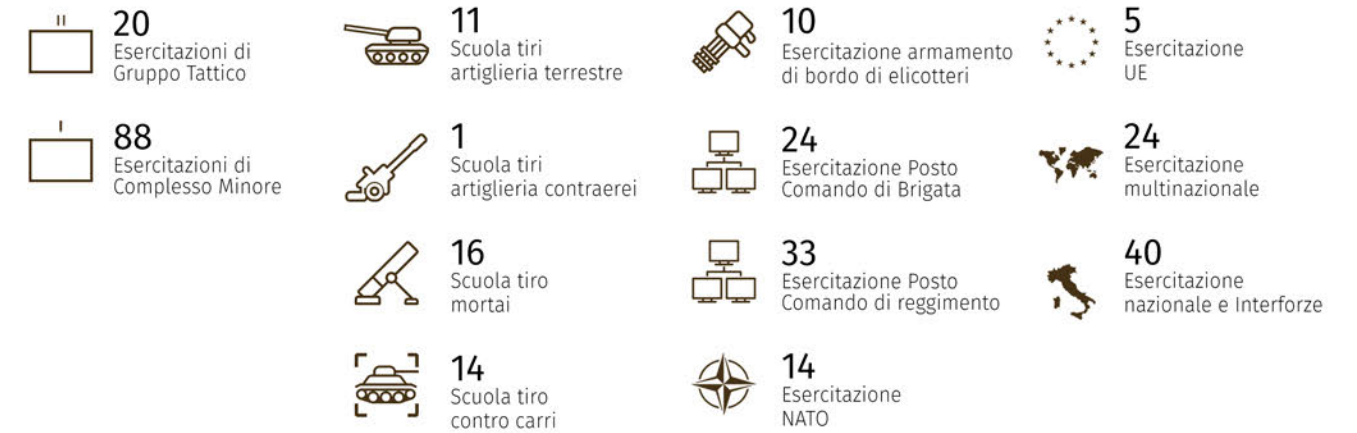 20
Esercitazioni di
Gruppo Tattico
88
Esercitazioni di
Complesso Minore
11
Scuola tiri
artiglieria terrestre
1
Scuola tiri
artiglieria contraerei
16
Scuola tiro
mortai
14
Scuola tiro
contro carri
10
Esercitazione armamento
di bordo di elicotteri
24
Esercitazione Posto
Comando di Brigata
33
Esercitazione Posto
Comando di reggimento
14
Esercitazione
NATO
5
Esercitazione
UE
24
Esercitazione
multinazionale
40
Esercitazione
nazionale e Interforze